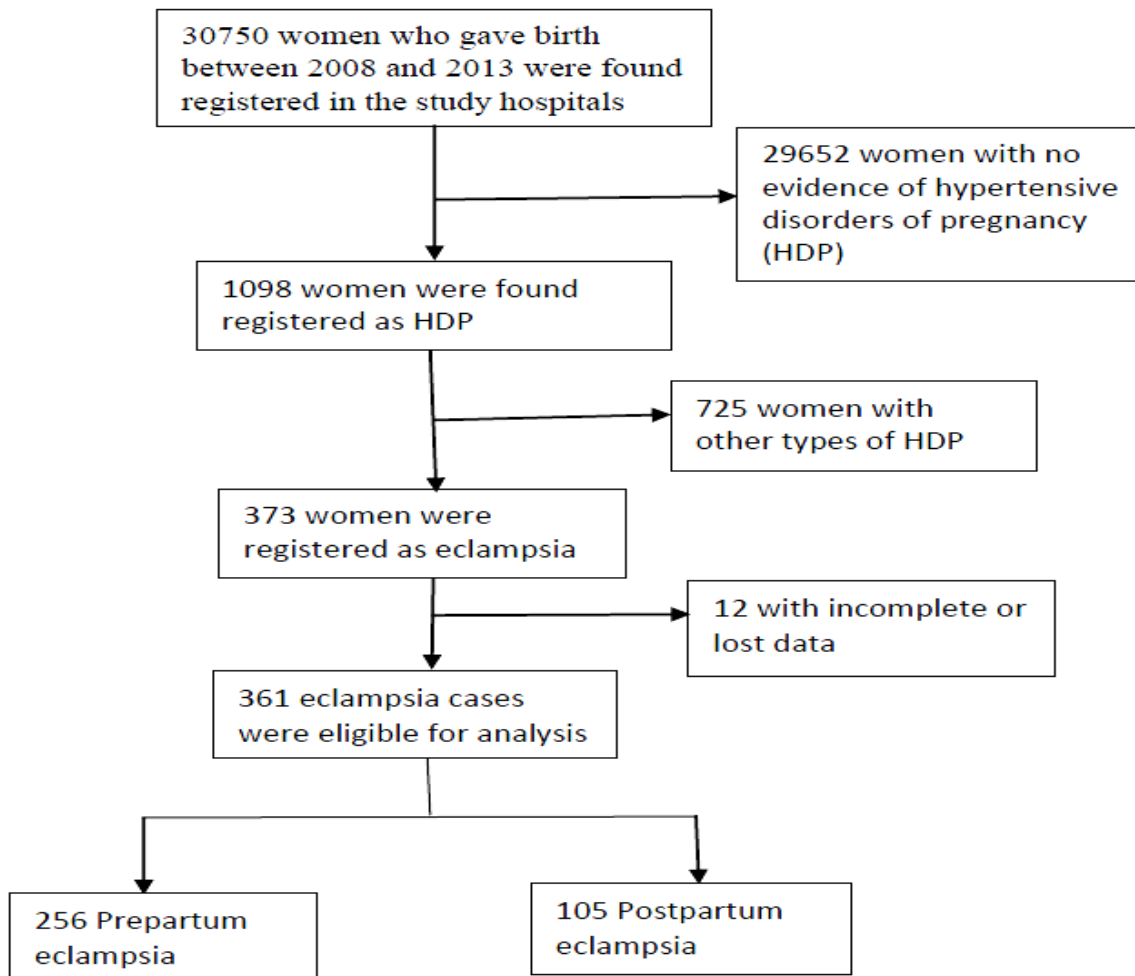 30750 women who gave birth
between 2008 and 2013 were found
registered in the study hospitals
29652 women with no
evidence of hypertensive
disorders of pregnancy
(HDP)
1098 women were found
registered as HDP
725 women with
other types of HDP
373 women were
registered as eclampsia
12 with incomplete or
lost data
361 eclampsia cases
were eligible for analysis
256 Prepartum
eclampsia
105 Postpartum
eclampsia